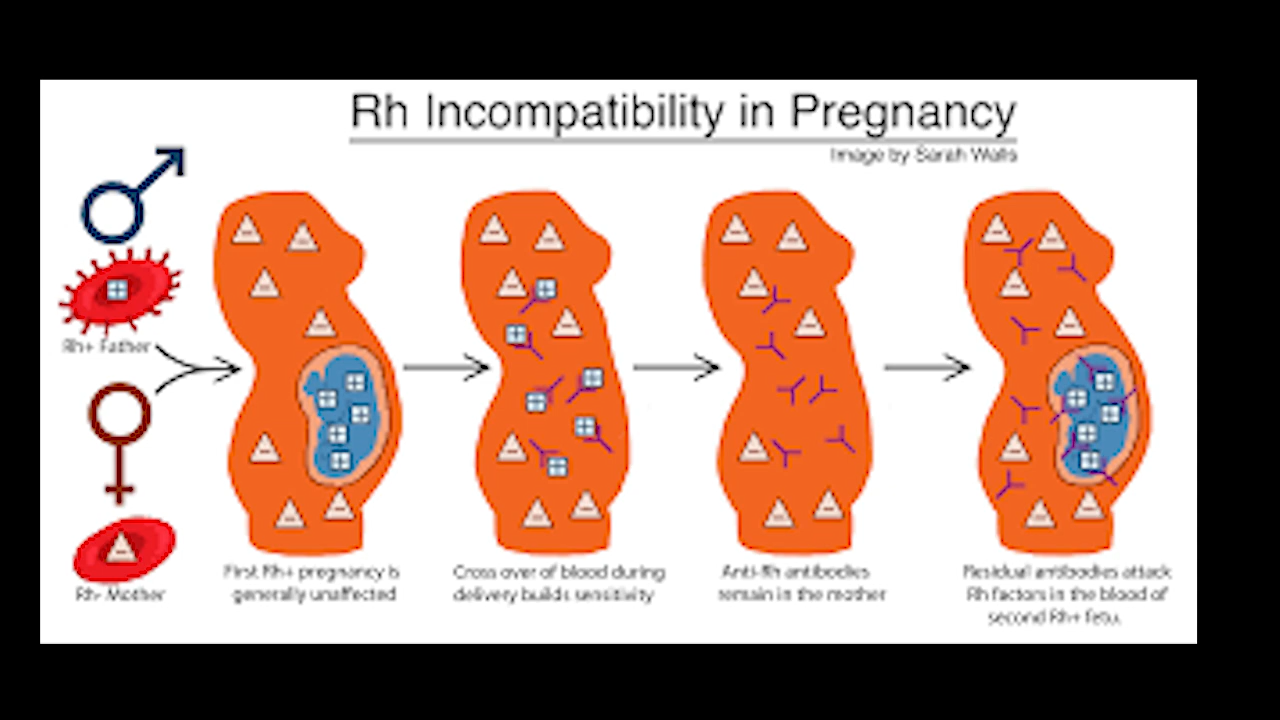 Rh Incompatibility in Pregnancy
Image by Sarah Walls
Rh+ Father
Rh- Mother
First Rh+ pregnancy is
generally unaffected
Cross over of blood during
delivery builds sensitivity
Anti-Rh antibodies
remain in the mother
Residual antibodies attack
Rh factors in the blood of
second Rh+